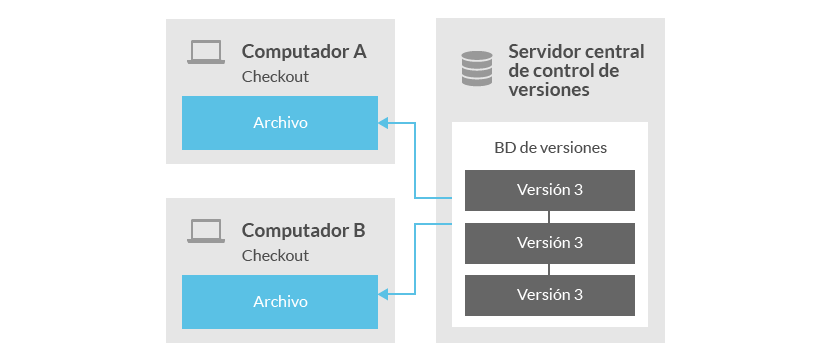 Computador A
Checkout
Archivo
Computador B
Checkout
Archivo
Servidor central
de control de
versiones
BD de versiones
Versión 3
Versión 3
Versión 3